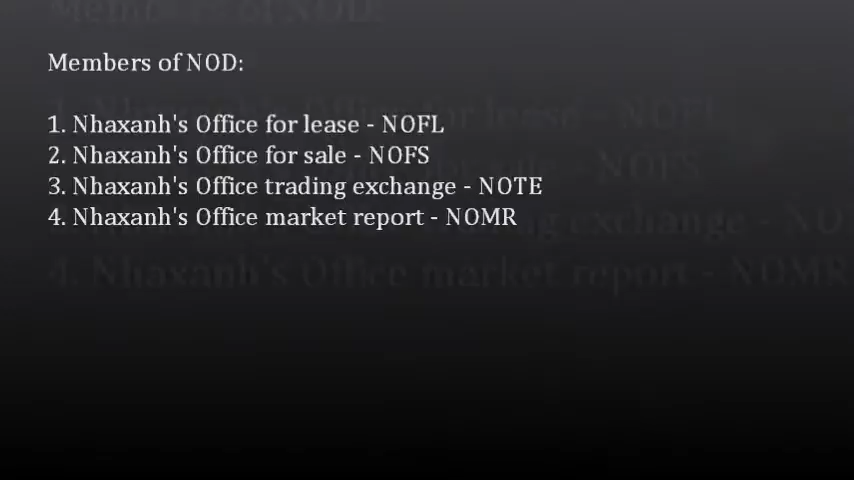 Members of NOD:
1. Nhaxanh's Office for lease - NOFL
2. Nhaxanh's Office for sale - NOFS
3. Nhaxanh's Office trading exchange - NOTE
4. Nhaxanh's Office market report - NOMR